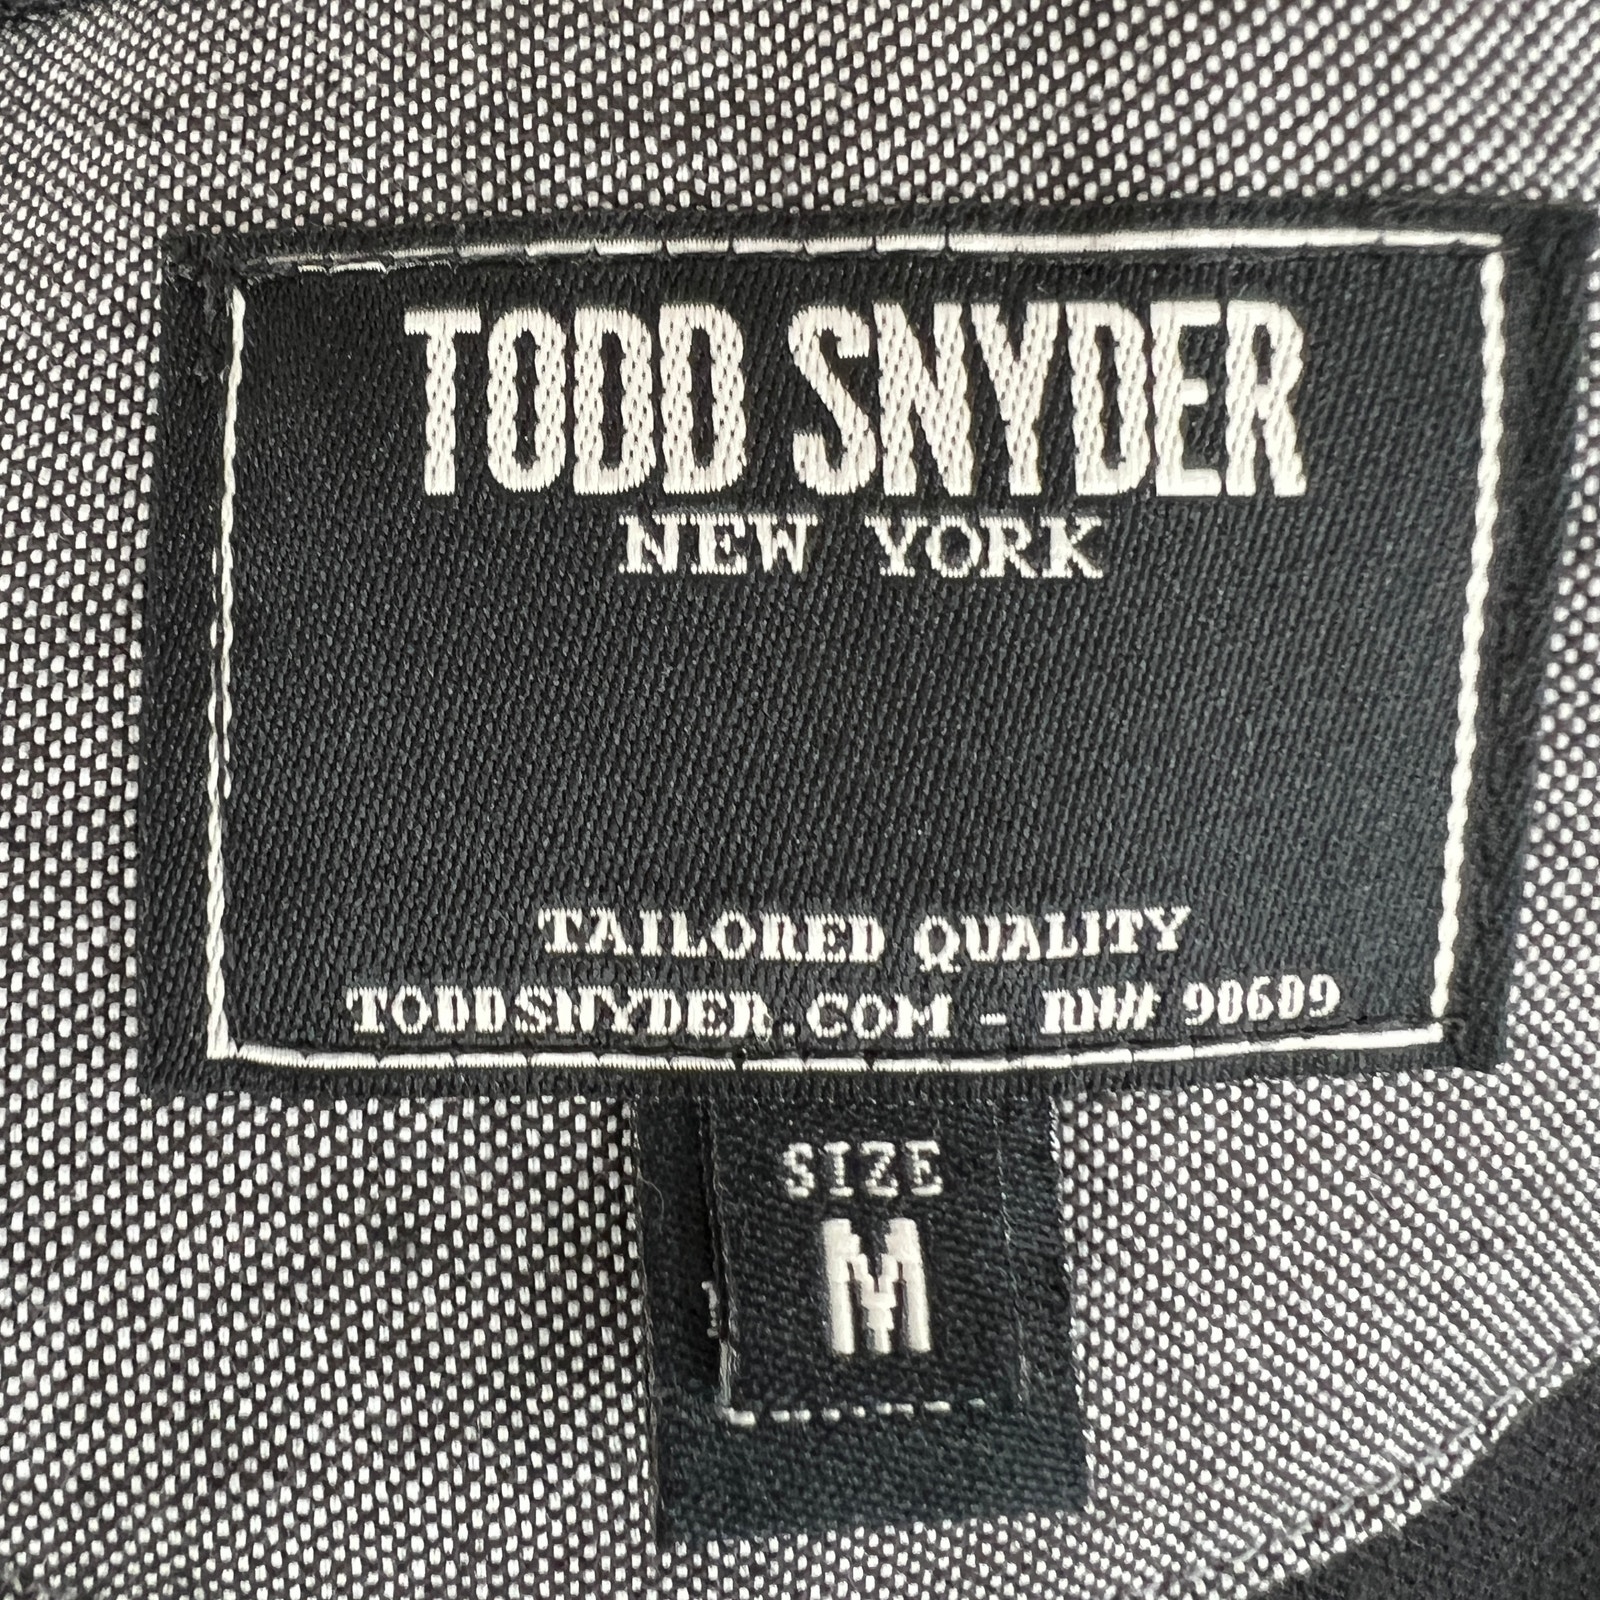 TODD SNYDER
NEW YORK
TAILORED QUALITY
TODDSNYDER.COM - RN# 90609
SIZE
M